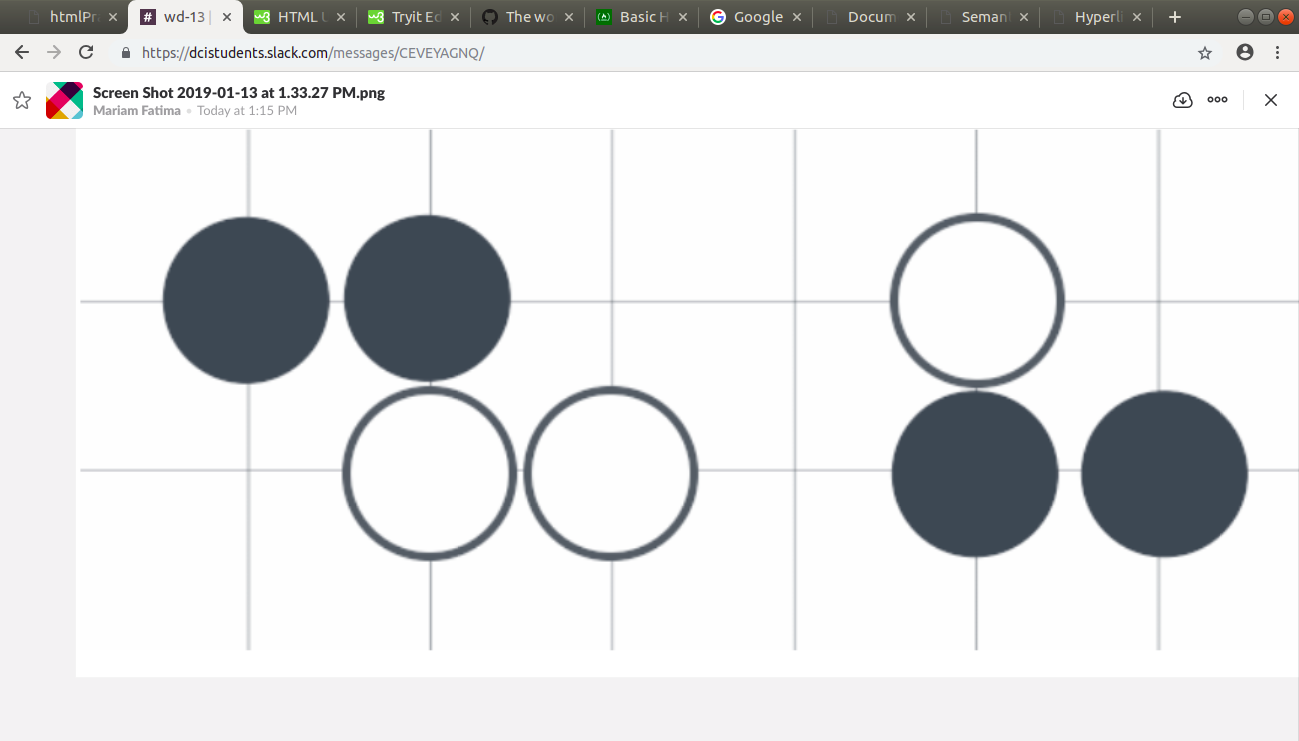 htmlPr
wd-13 |
HTML
Tryit Ed
The wo
Basic H
Google
Docum
Seman
Hyperli
https://dcistudents.slack.com/messages/CEVEYAGNQ/
Screen Shot 2019-01-13 at 1.33.27 PM.png
Mariam Fatima • Today at 1:15 PM